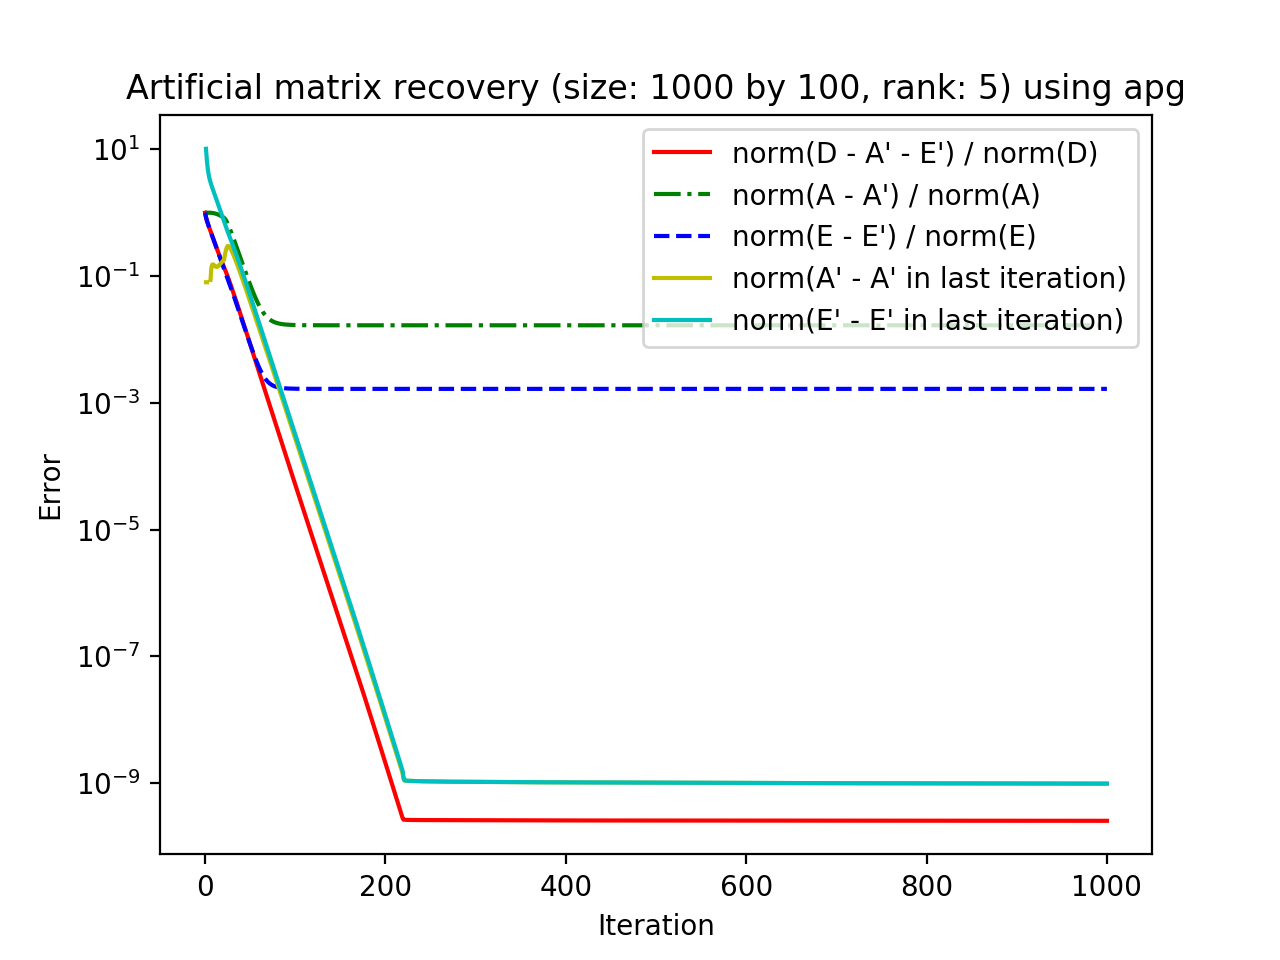 Artificial matrix recovery (size: 1000 by 100, rank: 5) using apg
norm(D - A' - E') / norm(D)
norm(A - A') / norm(A)
norm(E - E') / norm(E)
norm(A' - A' in last iteration)
norm(E' - E' in last iteration)
10¹
10⁻¹
10⁻³
10⁻⁵
10⁻⁷
10⁻⁹
Error
0 200 400 600 800 1000
Iteration